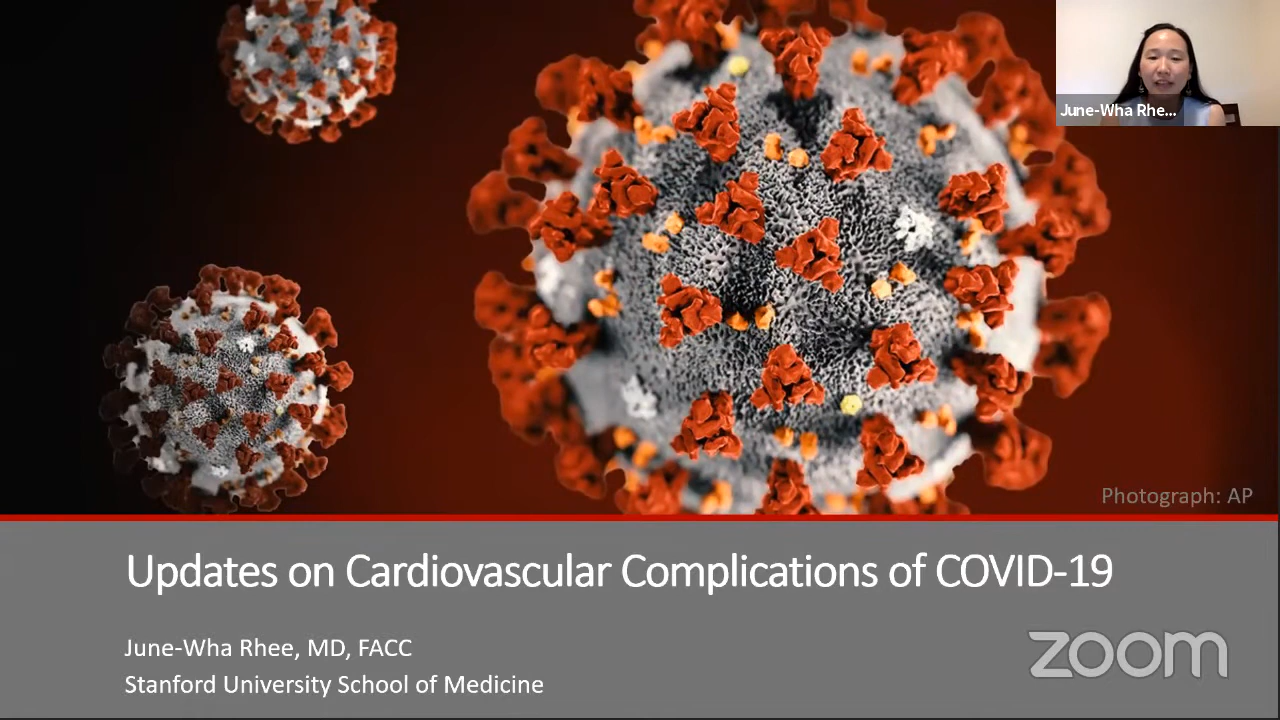 June-Wha Rhe...
Photograph: AP
Updates on Cardiovascular Complications of COVID-19
June-Wha Rhee, MD, FACC
Stanford University School of Medicine
zoom